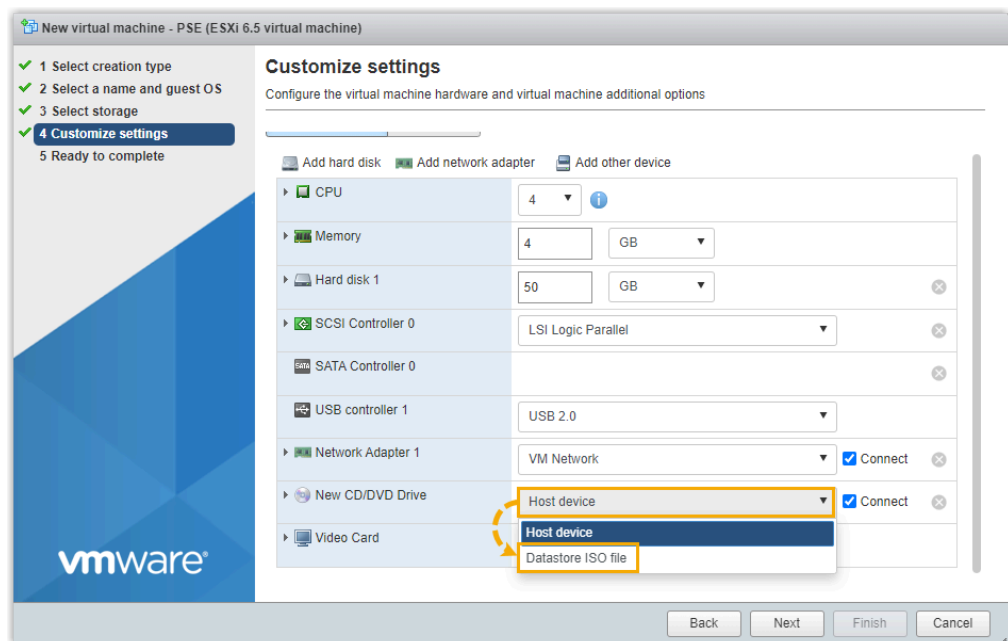 New virtual machine - PSE (ESXi 6.5 virtual machine)
1 Select creation type
2 Select a name and guest OS
3 Select storage
4 Customize settings
5 Ready to complete
Customize settings
Configure the virtual machine hardware and virtual machine additional options
Add hard disk Add network adapter Add other device
CPU 4
Memory 4 GB
Hard disk 1 50 GB
SCSI Controller 0 LSI Logic Parallel
SATA SATA Controller 0
USB controller 1 USB 2.0
Network Adapter 1 VM Network Connect
New CD/DVD Drive Host device Connect
Host device
Video Card
Datastore ISO file
vmware®
Back Next Finish Cancel